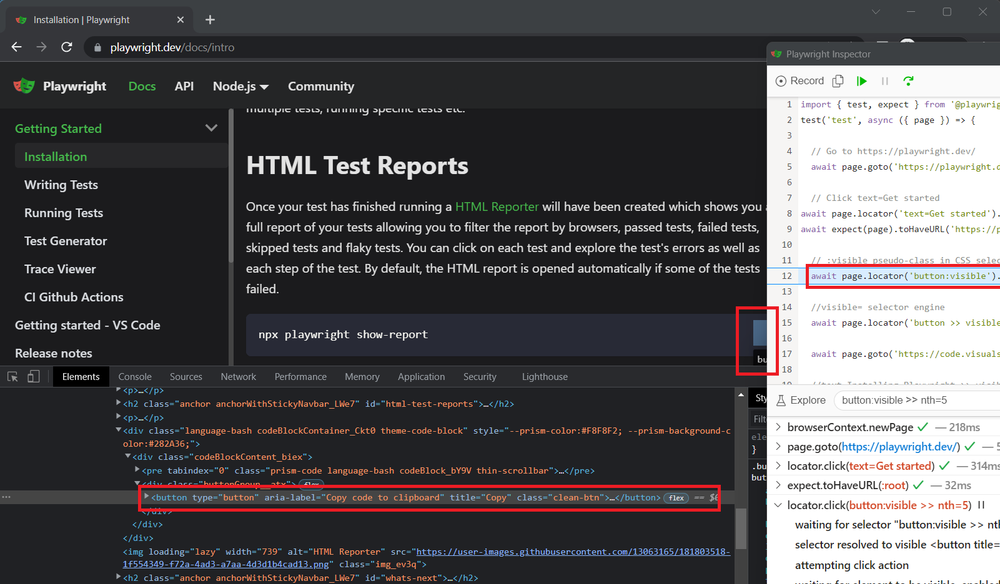 Installation | Playwright
playwright.dev/docs/intro
Playwright
Docs
API
Node.js
Community
Getting Started
Installation
Writing Tests
Running Tests
Test Generator
Trace Viewer
CI Github Actions
Getting started - VS Code
Release notes
multiple tests, running specific tests etc.
HTML Test Reports
Once your test has finished running a HTML Reporter will have been created which shows you a
full report of your tests allowing you to filter the report by browsers, passed tests, failed tests,
skipped tests and flaky tests. You can click on each test and explore the test's errors as well as
each step of the test. By default, the HTML report is opened automatically if some of the tests
failed.
npx playwright show-report
bu
Elements Console Sources Network Performance Memory Application Security Lighthouse
<p>…</p>
<h2 class="anchor anchorWithStickyNavbar_LWe7" id="html-test-reports">…</h2>
<p>…</p>
<div class="language-bash codeBlockContainer_Ckt0 theme-code-block" style="--prism-color:#F8F8F2; --prism-background-c
olor:#282A36;">
<div class="codeBlockContent_biex">
<pre tabindex="0" class="prism-code language-bash codeBlock_bY9V thin-scrollbar">…</pre>
<div class="buttonGroup__atx"> flex
<button type="button" aria-label="Copy code to clipboard" title="Copy" class="clean-btn">…</button> flex == $0
</div>
</div>
</div>
<img loading="lazy" width="739" alt="HTML Reporter" src="https://user-images.githubusercontent.com/13063165/181803518-
1f554349-f72a-4ad3-a7aa-4d3d1b4cad13.png" class="img_ev3q">
<h2 class="anchor anchorWithStickyNavbar_LWe7" id="whats-next">…</h2>
Sty
Filt
ele
}
.bu
but
Playwright Inspector
Record
1 import { test, expect } from '@playwrig
2 test('test', async ({ page }) => {
3
4 // Go to https://playwright.dev/
5 await page.goto('https://playwright.d
6
7 // Click text=Get started
8 await page.locator('text=Get started').
9 await expect(page).toHaveURL('https://p
10
11 // :visible pseudo-class in CSS selec
12 await page.locator('button:visible').
13
14 //visible= selector engine
15 await page.locator('button >> visible
16
17 await page.goto('https://code.visuals
18
19 //text Installing Playwright >> visib
Explore button:visible >> nth=5
browserContext.newPage — 218ms
page.goto(https://playwright.dev/) — 5
locator.click(text=Get started) — 314ms
expect.toHaveURL(:root) — 32ms
locator.click(button:visible >> nth=5)
waiting for selector "button:visible >> nth
selector resolved to visible <button title=
attempting click action
waiting for element to be visible, enabled